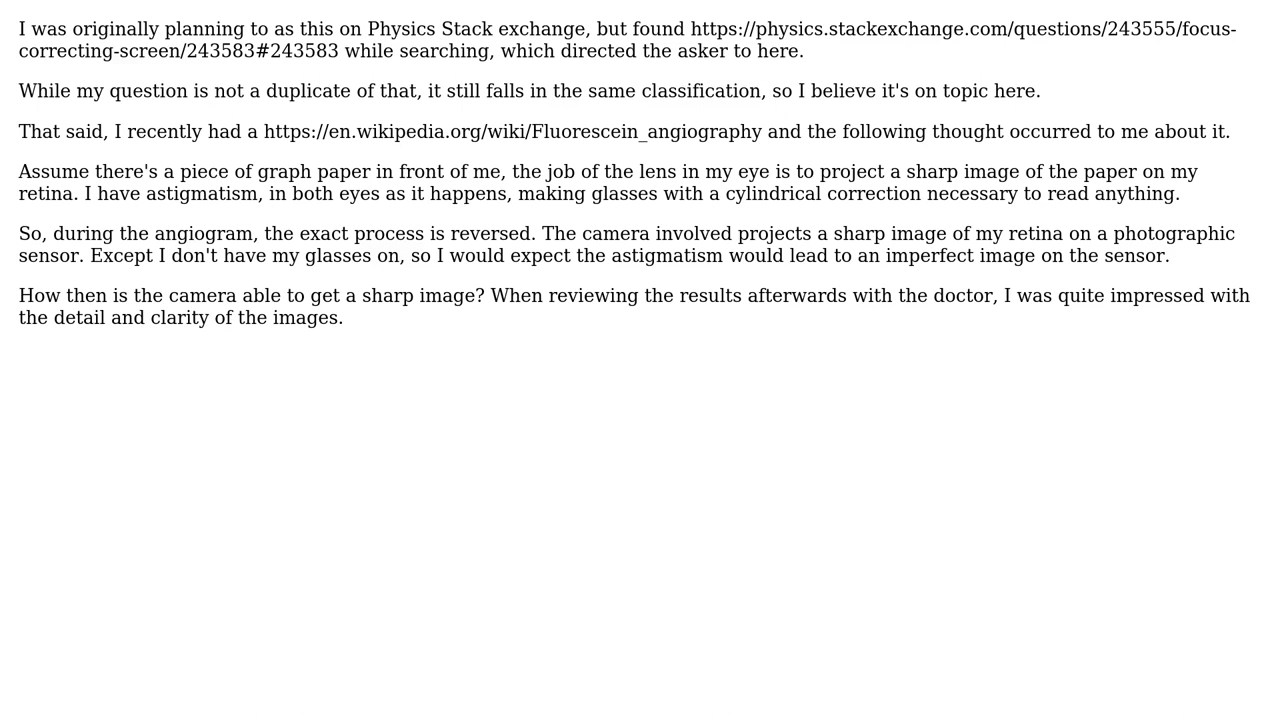 I was originally planning to as this on Physics Stack exchange, but found https://physics.stackexchange.com/questions/243555/focus-
correcting-screen/243583#243583 while searching, which directed the asker to here.
While my question is not a duplicate of that, it still falls in the same classification, so I believe it's on topic here.
That said, I recently had a https://en.wikipedia.org/wiki/Fluorescein_angiography and the following thought occurred to me about it.
Assume there's a piece of graph paper in front of me, the job of the lens in my eye is to project a sharp image of the paper on my
retina. I have astigmatism, in both eyes as it happens, making glasses with a cylindrical correction necessary to read anything.
So, during the angiogram, the exact process is reversed. The camera involved projects a sharp image of my retina on a photographic
sensor. Except I don't have my glasses on, so I would expect the astigmatism would lead to an imperfect image on the sensor.
How then is the camera able to get a sharp image? When reviewing the results afterwards with the doctor, I was quite impressed with
the detail and clarity of the images.